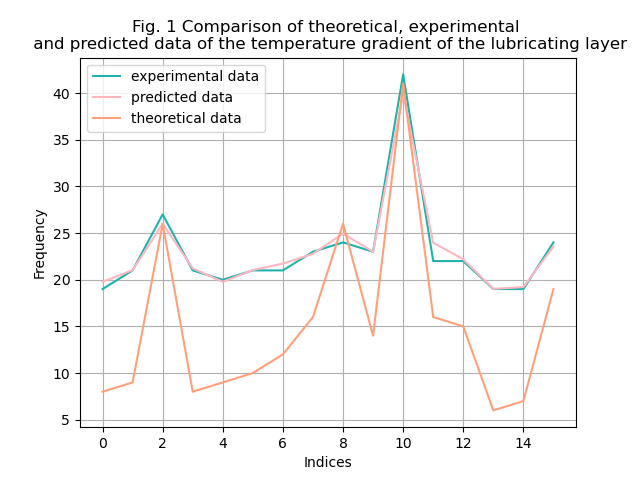 Fig. 1 Comparison of theoretical, experimental
and predicted data of the temperature gradient of the lubricating layer
experimental data
predicted data
theoretical data
Frequency
40
35
30
25
20
15
10
5
0 2 4 6 8 10 12 14
Indices